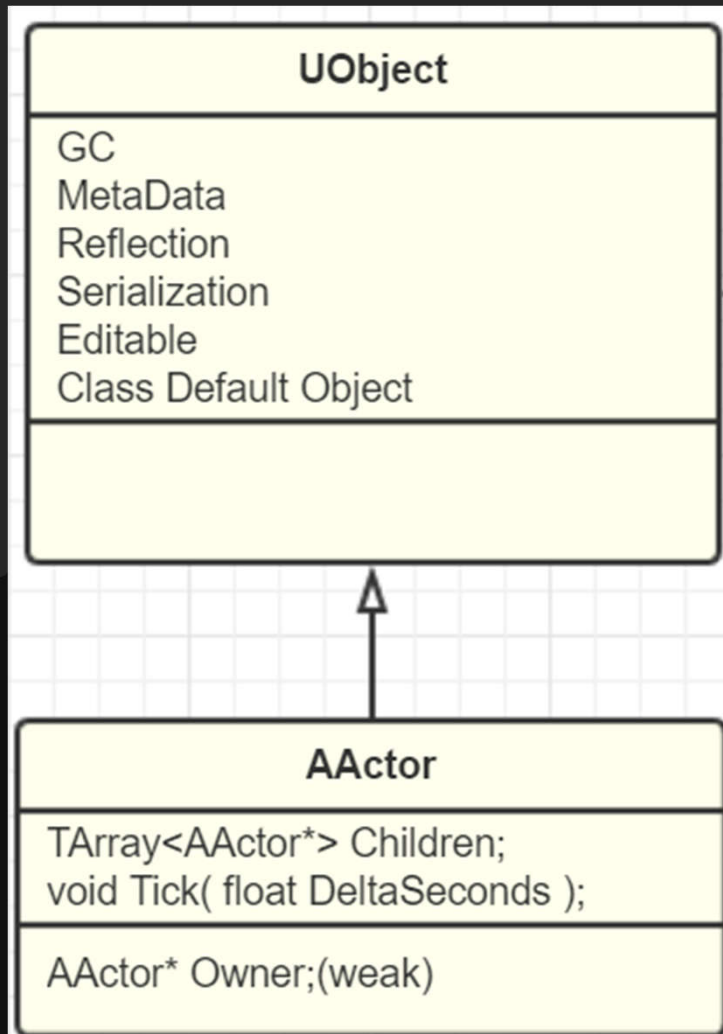 UObject
GC
MetaData
Reflection
Serialization
Editable
Class Default Object
AActor
TArray<AActor*> Children;
void Tick( float DeltaSeconds );
AActor* Owner;(weak)